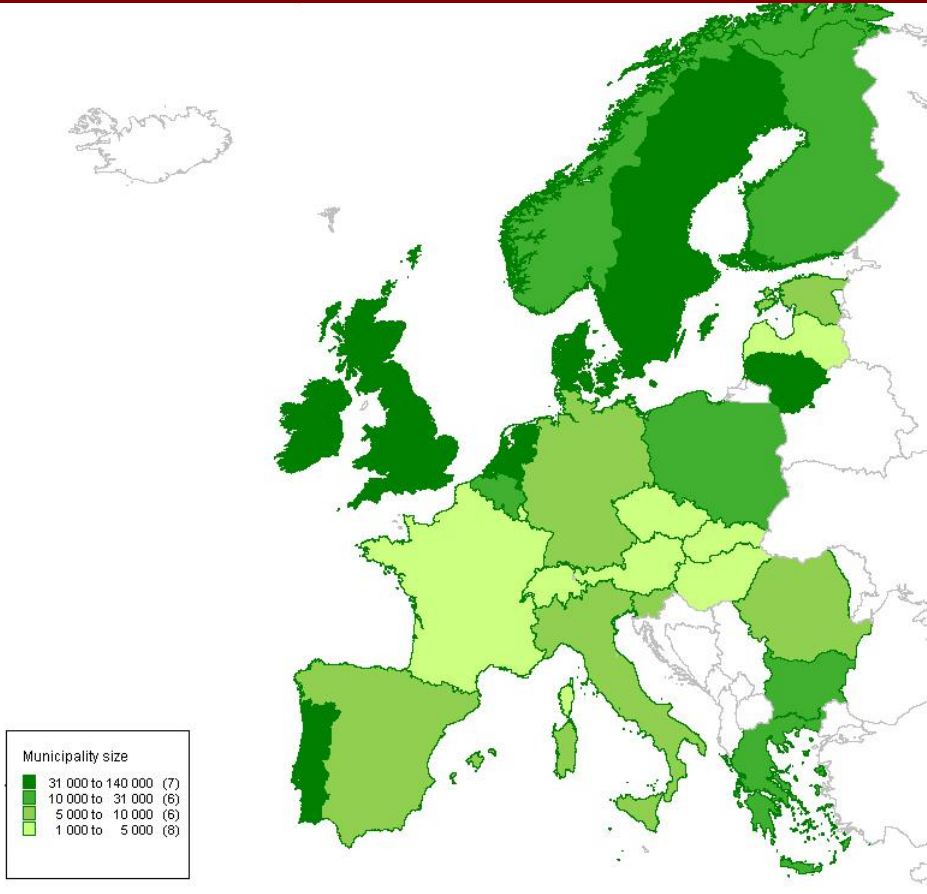 Municipality size
31 000 to 140 000 (7)
10 000 to 31 000 (6)
5 000 to 10 000 (6)
1 000 to 5 000 (8)